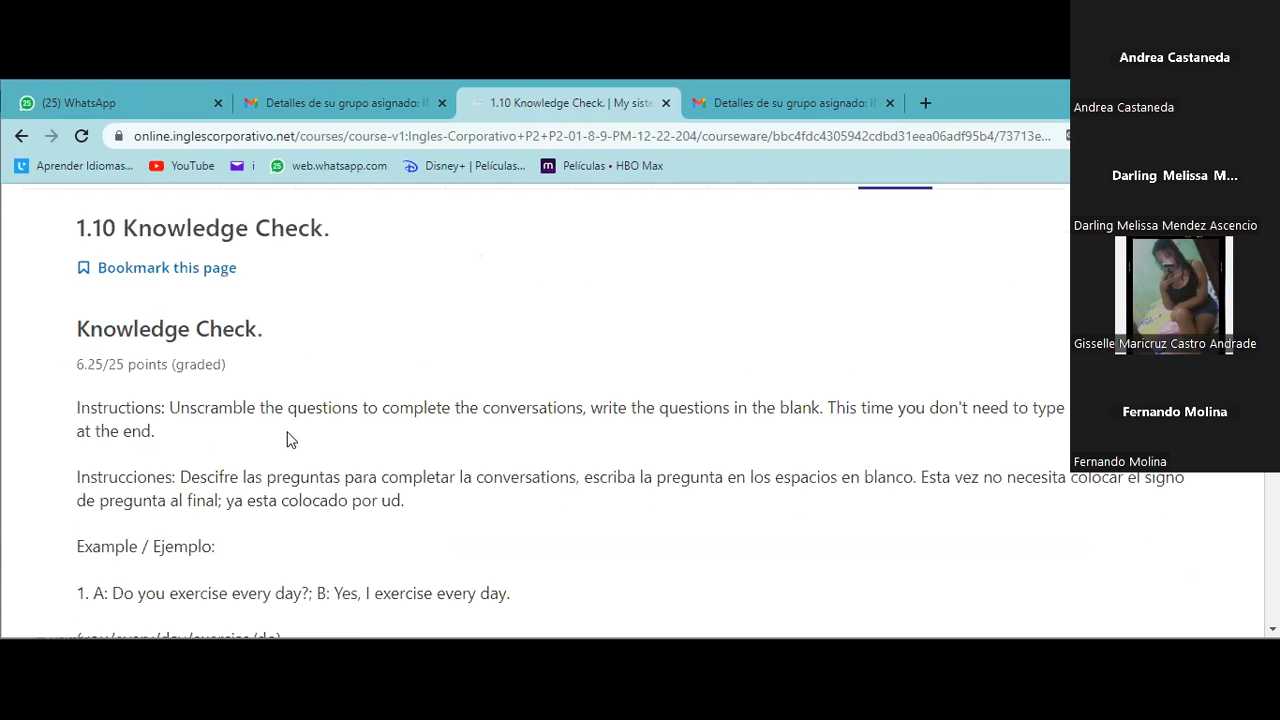 (25) WhatsApp
Detalles de su grupo asignado: I
1.10 Knowledge Check. | My siste
Detalles de su grupo asignado: I
online.inglescorporativo.net/courses/course-v1:Ingles-Corporativo+P2+P2-01-8-9-PM-12-22-204/courseware/bbc4fdc4305942cdbd31eea06adf95b4/73713e...
Aprender Idiomas...
YouTube
i
web.whatsapp.com
Disney+ | Películas...
Películas • HBO Max
1.10 Knowledge Check.
Bookmark this page
Knowledge Check.
6.25/25 points (graded)
Instructions: Unscramble the questions to complete the conversations, write the questions in the blank. This time you don't need to type
at the end.
Instrucciones: Descifre las preguntas para completar la conversations, escriba la pregunta en los espacios en blanco. Esta vez no necesita colocar el signo
de pregunta al final; ya esta colocado por ud.
Example / Ejemplo:
1. A: Do you exercise every day?; B: Yes, I exercise every day.
Andrea Castaneda
Andrea Castaneda
Darling Melissa M...
Darling Melissa Mendez Ascencio
Gisselle Maricruz Castro Andrade
Fernando Molina
Fernando Molina